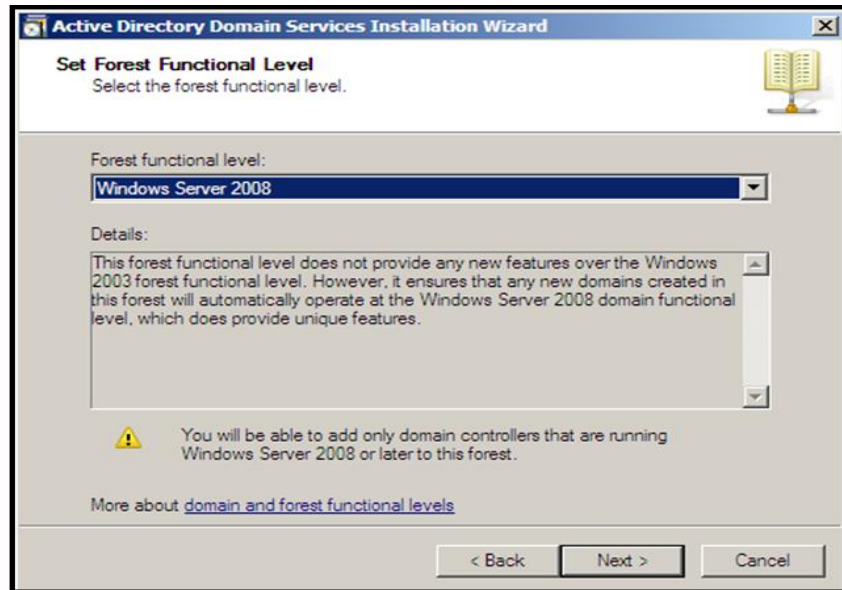 Active Directory Domain Services Installation Wizard
Set Forest Functional Level
Select the forest functional level.
Forest functional level:
Windows Server 2008
Details:
This forest functional level does not provide any new features over the Windows
2003 forest functional level. However, it ensures that any new domains created in
this forest will automatically operate at the Windows Server 2008 domain functional
level, which does provide unique features.
You will be able to add only domain controllers that are running
Windows Server 2008 or later to this forest.
More about domain and forest functional levels
< Back Next > Cancel